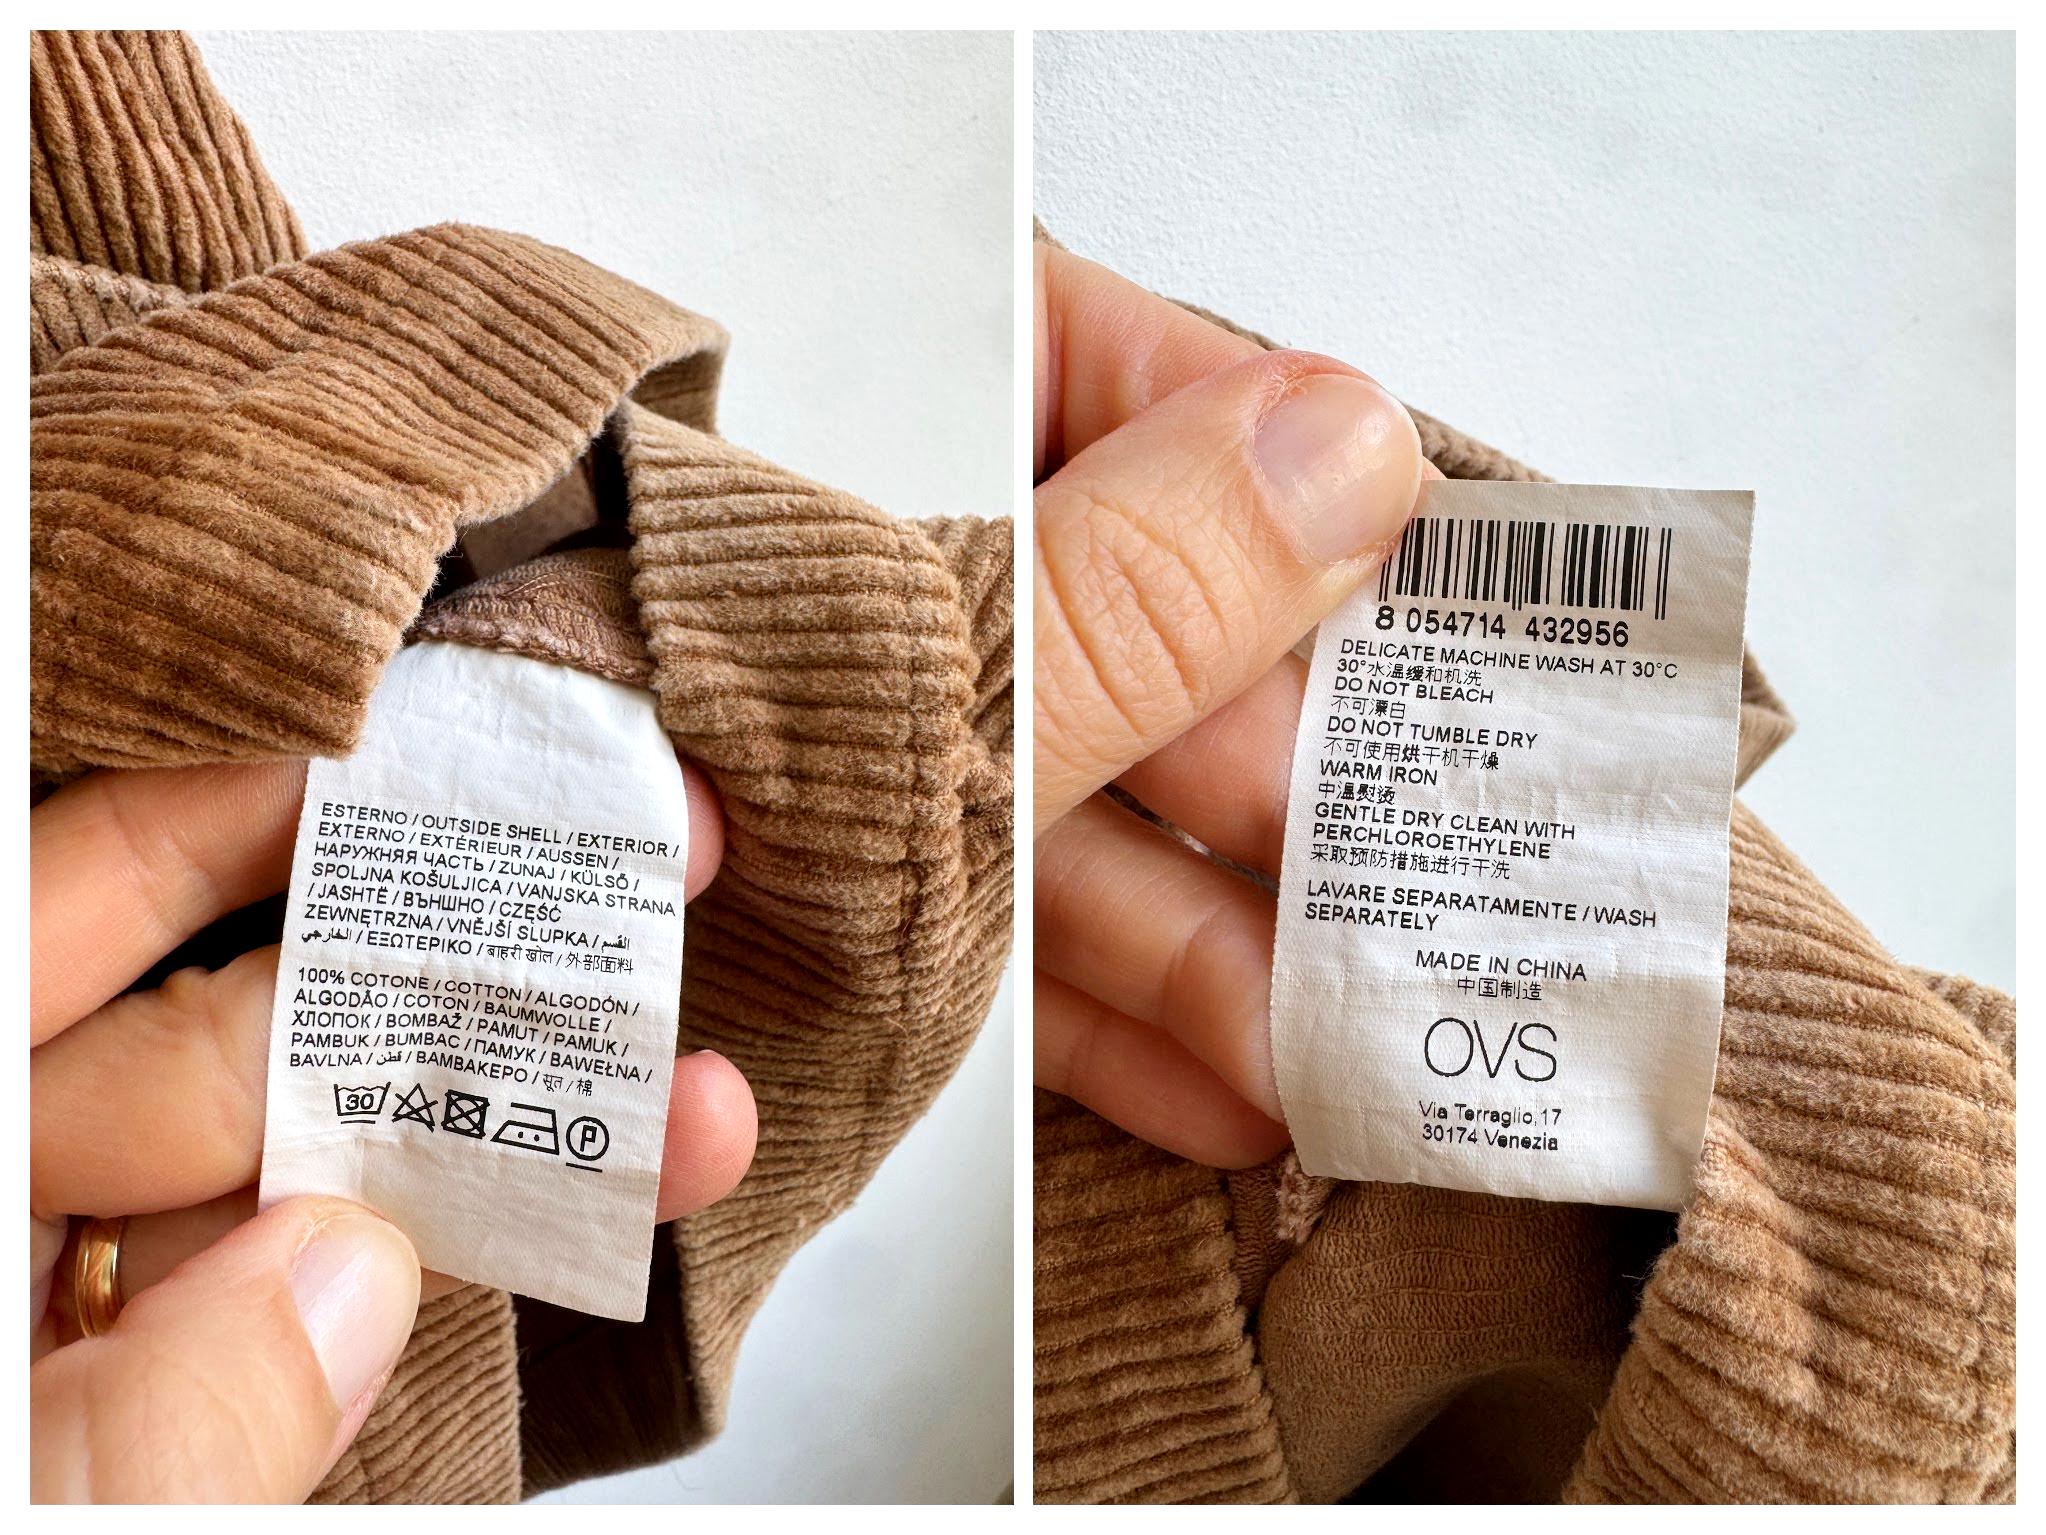 ESTERNO / OUTSIDE SHELL / EXTERIOR /
EXTERNO / EXTÉRIEUR / AUSSEN /
НАРУЖНЯЯ ЧАСТЬ / ZUNAJ / KÜLSŐ /
SPOLJNA KOŠULJICA / VANJSKA STRANA
/ JASHTË / ВЪНШНО / CZĘŚĆ
ZEWNĘTRZNA / VNĚJŠÍ SLUPKA / القسم
الخارجي / ΕΞΩΤΕΡΙΚΟ / बाहरी खोल / 外部面料
100% COTONE / COTTON / ALGODÓN /
ALGODÃO / COTON / BAUMWOLLE /
ХЛОПОК / BOMBAŽ / PAMUT / PAMUK /
PAMBUK / BUMBAC / ПАМУК / BAWEŁNA /
BAVLNA / قطن / ΒΑΜΒΑΚΕΡΟ / सूत / 棉
30 P
8 054714 432956
DELICATE MACHINE WASH AT 30°C
30°水温缓和机洗
DO NOT BLEACH
不可漂白
DO NOT TUMBLE DRY
不可使用烘干机干燥
WARM IRON
中温熨烫
GENTLE DRY CLEAN WITH
PERCHLOROETHYLENE
采取预防措施进行干洗
LAVARE SEPARATAMENTE / WASH
SEPARATELY
MADE IN CHINA
中国制造
OVS
Via Terraglio,17
30174 Venezia